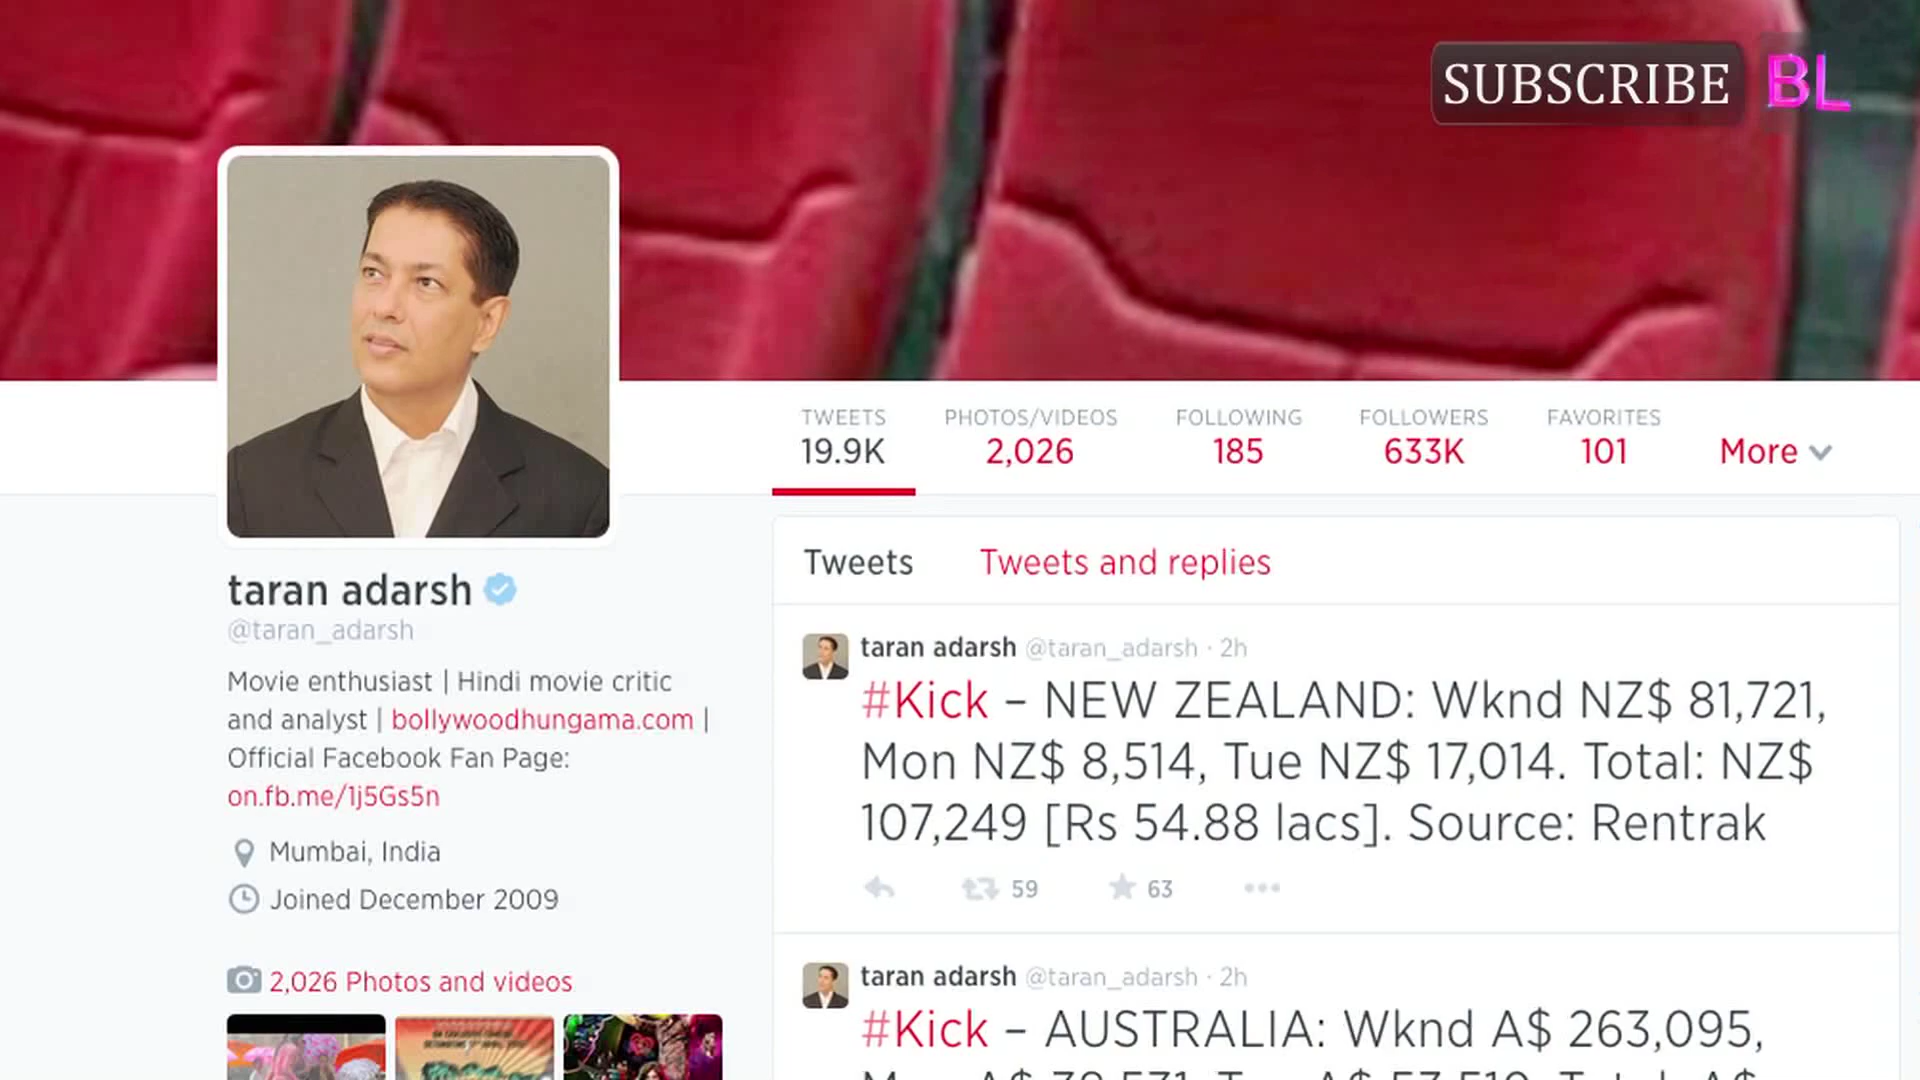 SUBSCRIBE BL
TWEETS PHOTOS/VIDEOS FOLLOWING FOLLOWERS FAVORITES
19.9K 2,026 185 633K 101 More
taran adarsh
@taran_adarsh
Movie enthusiast | Hindi movie critic
and analyst | bollywoodhungama.com |
Official Facebook Fan Page:
on.fb.me/1j5Gs5n
Mumbai, India
Joined December 2009
2,026 Photos and videos
Tweets Tweets and replies
taran adarsh @taran_adarsh · 2h
#Kick – NEW ZEALAND: Wknd NZ$ 81,721,
Mon NZ$ 8,514, Tue NZ$ 17,014. Total: NZ$
107,249 [Rs 54.88 lacs]. Source: Rentrak
59 63
taran adarsh @taran_adarsh · 2h
#Kick – AUSTRALIA: Wknd A$ 263,095,